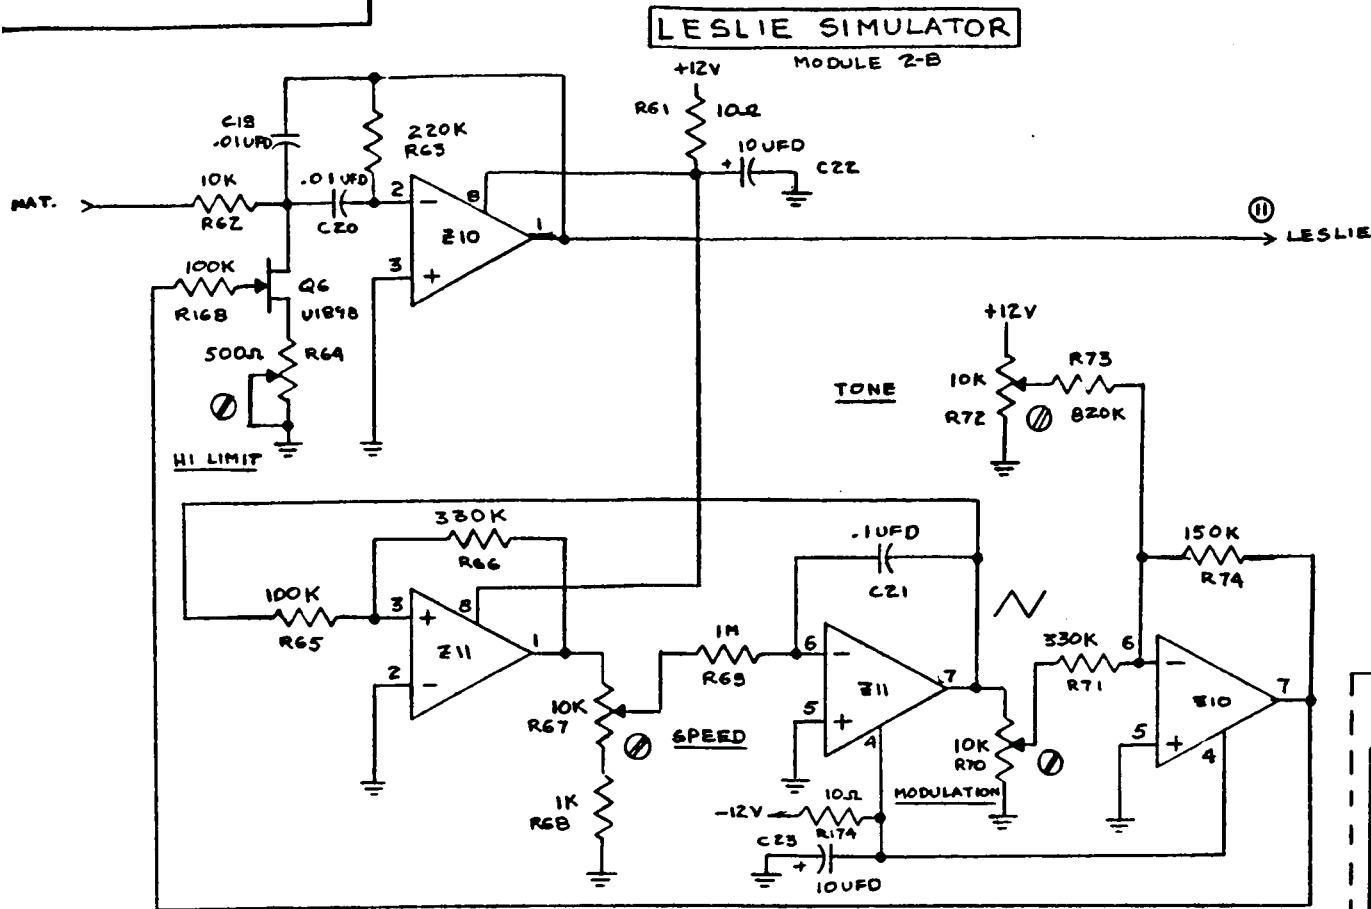 LESLIE SIMULATOR
MODULE 2-B
+12V
R61
10Ω
10UFD
+
C22
.01UFD
220K
R63
MAT.
10K
R62
.01UFD
C20
2
-
8
Z10
1
3
+
11
LESLIE
100K
R168
Q6
U1898
500Ω
R64
HI LIMIT
+12V
TONE
10K
R72
R73
820K
330K
R66
100K
R65
3
+
8
Z11
1
2
-
10K
R67
SPEED
1K
R68
1M
R69
.1UFD
C21
6
-
Z11
7
5
+
4
10K
R70
MODULATION
-12V
10Ω
R174
C23
+
10UFD
330K
R71
150K
R74
6
-
Z10
7
5
+
4